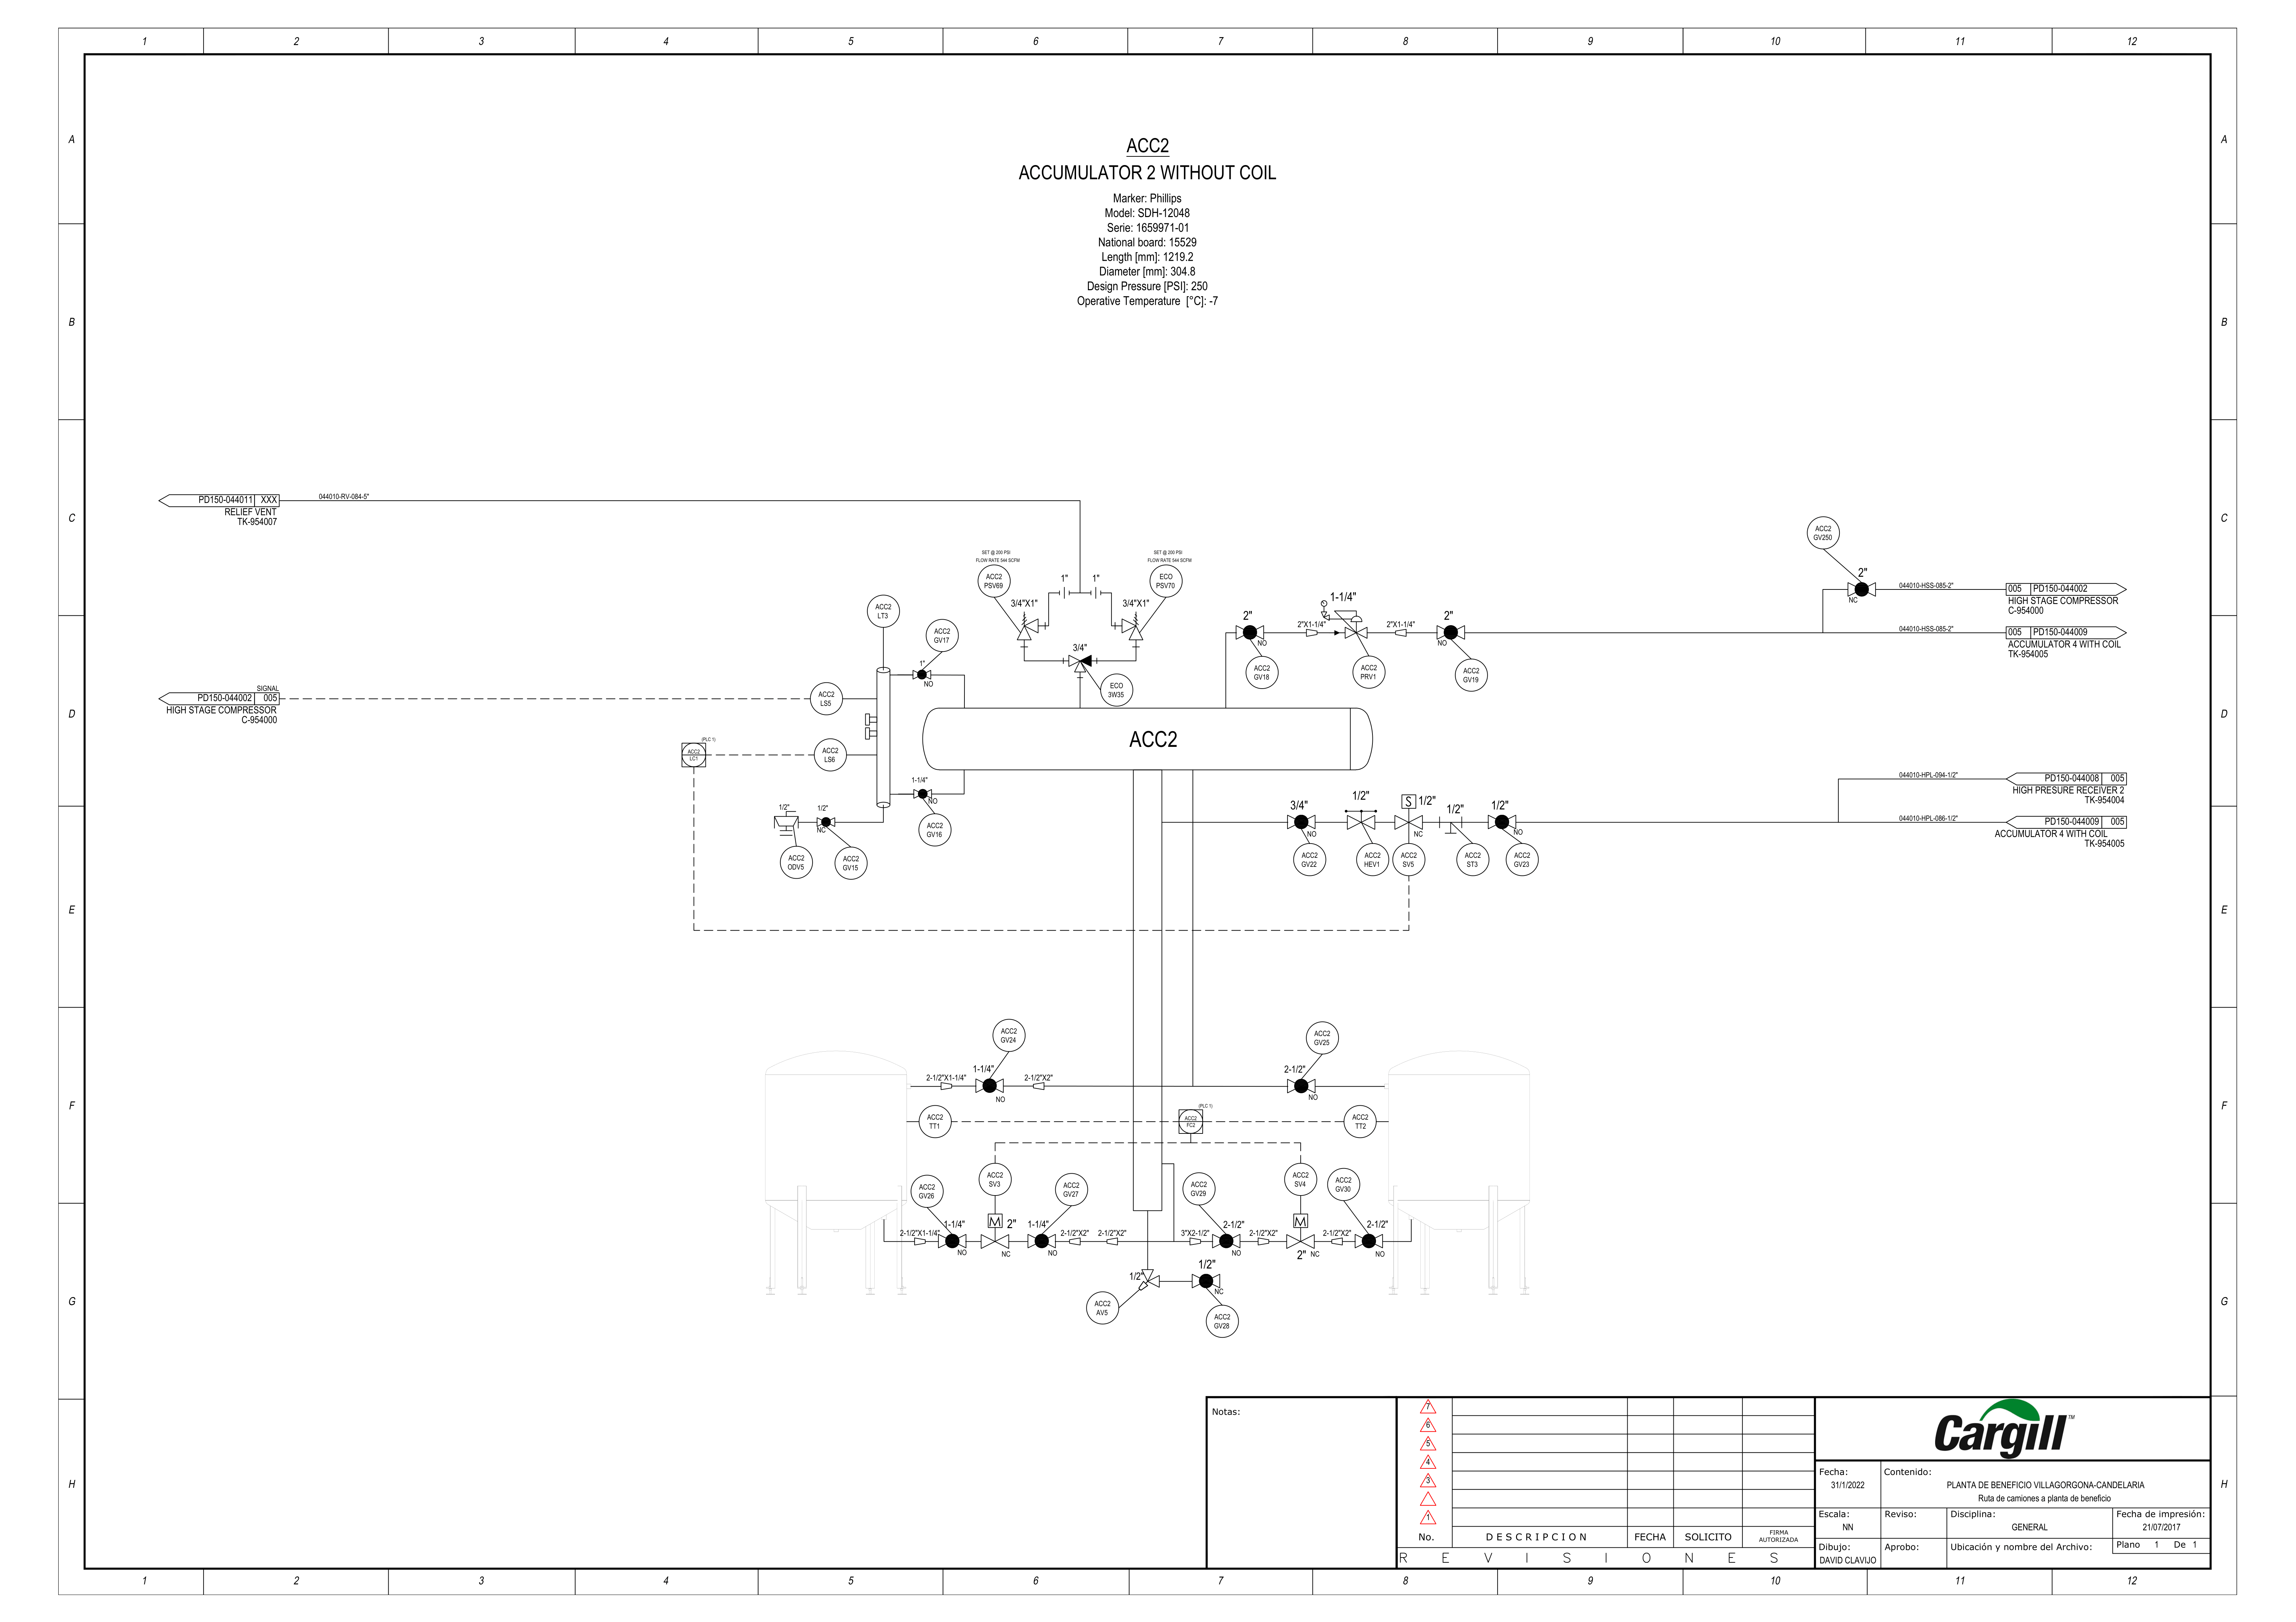 1 2 3 4 5 6 7 8 9 10 11 12
A A
B B
C C
D D
E E
F F
G G
H H
ACC2
ACCUMULATOR 2 WITHOUT COIL
Marker: Phillips
Model: SDH-12048
Serie: 1659971-01
National board: 15529
Length [mm]: 1219.2
Diameter [mm]: 304.8
Design Pressure [PSI]: 250
Operative Temperature [°C]: -7
PD150-044011 XXX
044010-RV-084-5"
RELIEF VENT
TK-954007
SIGNAL
PD150-044002 005
HIGH STAGE COMPRESSOR
C-954000
SET @ 200 PSI
FLOW RATE 544 SCFM
ACC2
PSV69
3/4"X1"
1"
1"
SET @ 200 PSI
FLOW RATE 544 SCFM
ECO
PSV70
3/4"X1"
3/4"
ECO
3W35
ACC2
LT3
ACC2
GV17
1"
NO
ACC2
LS5
ACC2
LS6
(PLC 1)
ACC2
LC1
1-1/4"
NO
ACC2
GV16
1/2"
1/2"
NC
ACC2
ODV5
ACC2
GV15
ACC2
2"
NO
ACC2
GV18
2"X1-1/4"
1-1/4"
ACC2
PRV1
2"X1-1/4"
2"
NO
ACC2
GV19
ACC2
GV250
2"
NC
044010-HSS-085-2"
005 PD150-044002
HIGH STAGE COMPRESSOR
C-954000
044010-HSS-085-2"
005 PD150-044009
ACCUMULATOR 4 WITH COIL
TK-954005
044010-HPL-094-1/2"
PD150-044008 005
HIGH PRESURE RECEIVER 2
TK-954004
044010-HPL-086-1/2"
PD150-044009 005
ACCUMULATOR 4 WITH COIL
TK-954005
3/4"
NO
ACC2
GV22
1/2"
ACC2
HEV1
S 1/2"
NC
ACC2
SV5
1/2"
ACC2
ST3
1/2"
NO
ACC2
GV23
ACC2
GV24
2-1/2"X1-1/4"
1-1/4"
NO
2-1/2"X2"
ACC2
GV25
2-1/2"
NO
ACC2
TT1
(PLC 1)
ACC2
FC2
ACC2
TT2
ACC2
GV26
2-1/2"X1-1/4"
1-1/4"
NO
ACC2
SV3
M 2"
NC
ACC2
GV27
1-1/4"
NO
2-1/2"X2"
2-1/2"X2"
3"X2-1/2"
ACC2
GV29
2-1/2"
NO
2-1/2"X2"
ACC2
SV4
M
2" NC
2-1/2"X2"
ACC2
GV30
2-1/2"
NO
1/2"
ACC2
AV5
1/2"
NC
ACC2
GV28
Notas:
7
6
5
4
3
1
No. DESCRIPCION FECHA SOLICITO FIRMA AUTORIZADA
REVISIONES
Cargill™
Fecha:
31/1/2022
Contenido:
PLANTA DE BENEFICIO VILLAGORGONA-CANDELARIA
Ruta de camiones a planta de beneficio
Escala:
NN
Reviso:
Disciplina:
GENERAL
Fecha de impresión:
21/07/2017
Dibujo:
DAVID CLAVIJO
Aprobo:
Ubicación y nombre del Archivo:
Plano 1 De 1
1 2 3 4 5 6 7 8 9 10 11 12